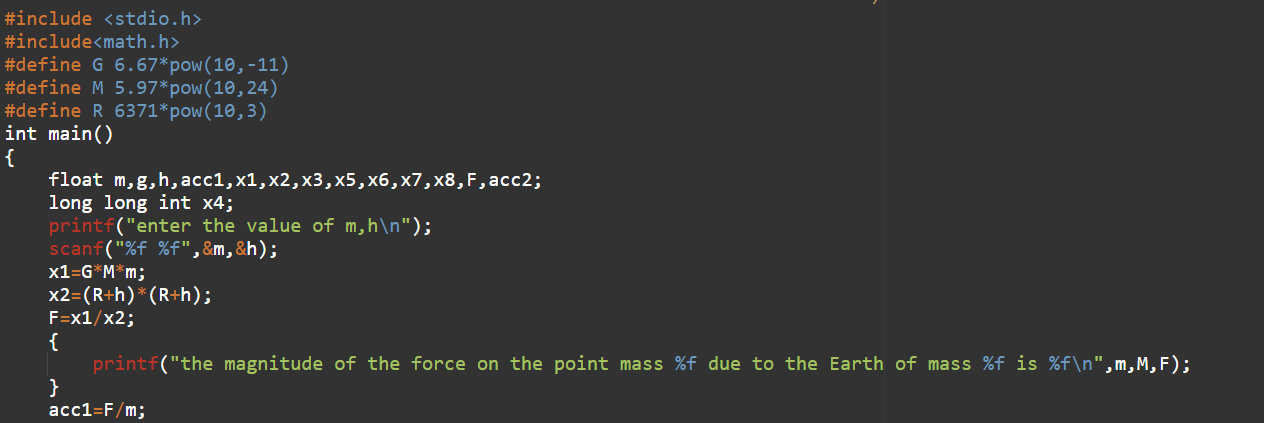 #include <stdio.h>
#include<math.h>
#define G 6.67*pow(10,-11)
#define M 5.97*pow(10,24)
#define R 6371*pow(10,3)
int main()
{
    float m,g,h,acc1,x1,x2,x3,x5,x6,x7,x8,F,acc2;
    long long int x4;
    printf("enter the value of m,h\n");
    scanf("%f %f",&m,&h);
    x1=G*M*m;
    x2=(R+h)*(R+h);
    F=x1/x2;
    {
        printf("the magnitude of the force on the point mass %f due to the Earth of mass %f is %f\n",m,M,F);
    }
    acc1=F/m;